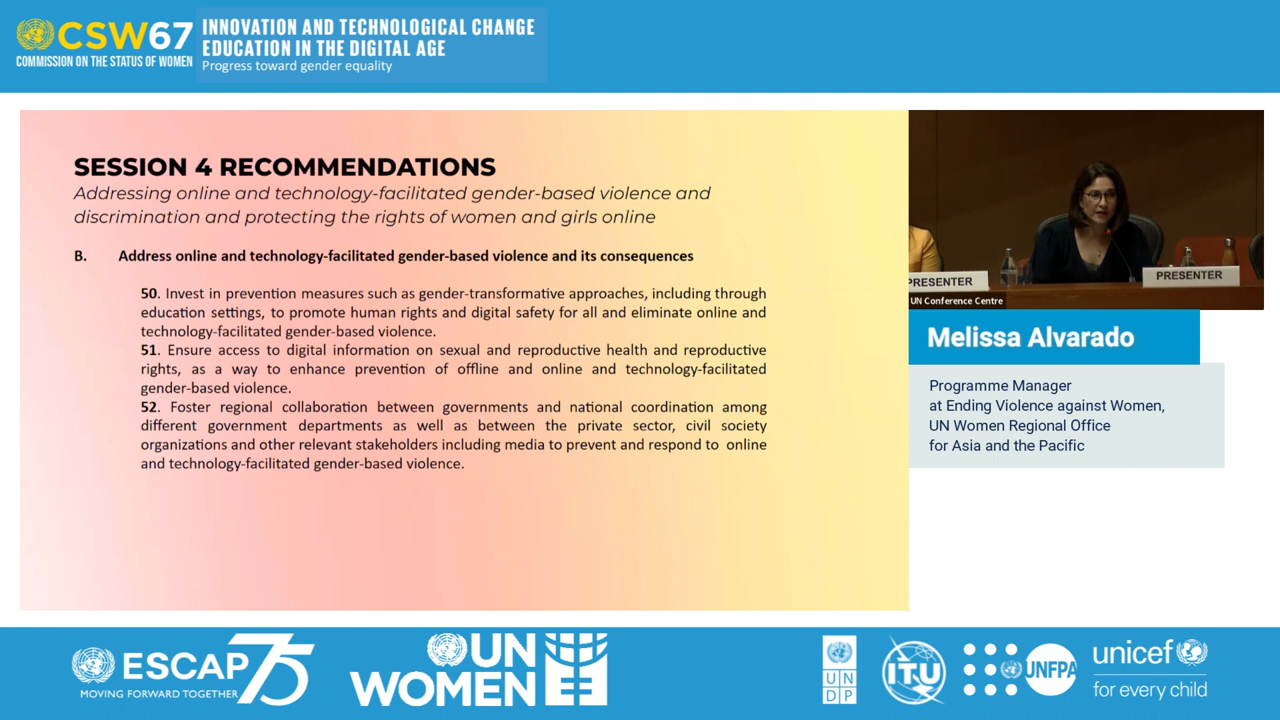 CSW67
COMMISSION ON THE STATUS OF WOMEN
INNOVATION AND TECHNOLOGICAL CHANGE
EDUCATION IN THE DIGITAL AGE
Progress toward gender equality
SESSION 4 RECOMMENDATIONS
Addressing online and technology-facilitated gender-based violence and
discrimination and protecting the rights of women and girls online
B. Address online and technology-facilitated gender-based violence and its consequences
50. Invest in prevention measures such as gender-transformative approaches, including through
education settings, to promote human rights and digital safety for all and eliminate online and
technology-facilitated gender-based violence.
51. Ensure access to digital information on sexual and reproductive health and reproductive
rights, as a way to enhance prevention of offline and online and technology-facilitated
gender-based violence.
52. Foster regional collaboration between governments and national coordination among
different government departments as well as between the private sector, civil society
organizations and other relevant stakeholders including media to prevent and respond to online
and technology-facilitated gender-based violence.
PRESENTER
PRESENTER
UN Conference Centre
Melissa Alvarado
Programme Manager
at Ending Violence against Women,
UN Women Regional Office
for Asia and the Pacific
ESCAP 75
MOVING FORWARD TOGETHER
UN
WOMEN
U N
D P
ITU
UNFPA
unicef
for every child